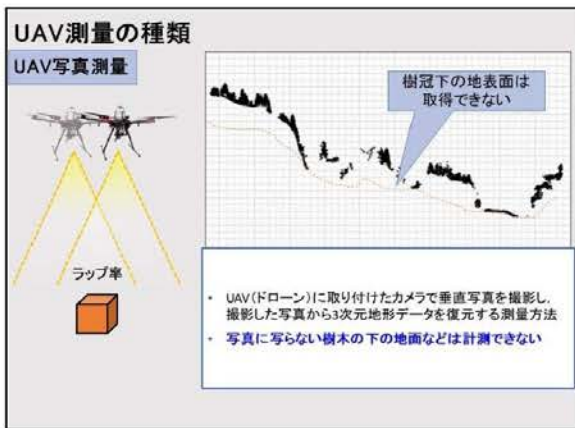 UAV測量の種類
UAV写真測量
樹冠下の地表面は
取得できない
ラップ率
• UAV(ドローン)に取り付けたカメラで垂直写真を撮影し、
撮影した写真から3次元地形データを復元する測量方法
• 写真に写らない樹木の下の地面などは計測できない